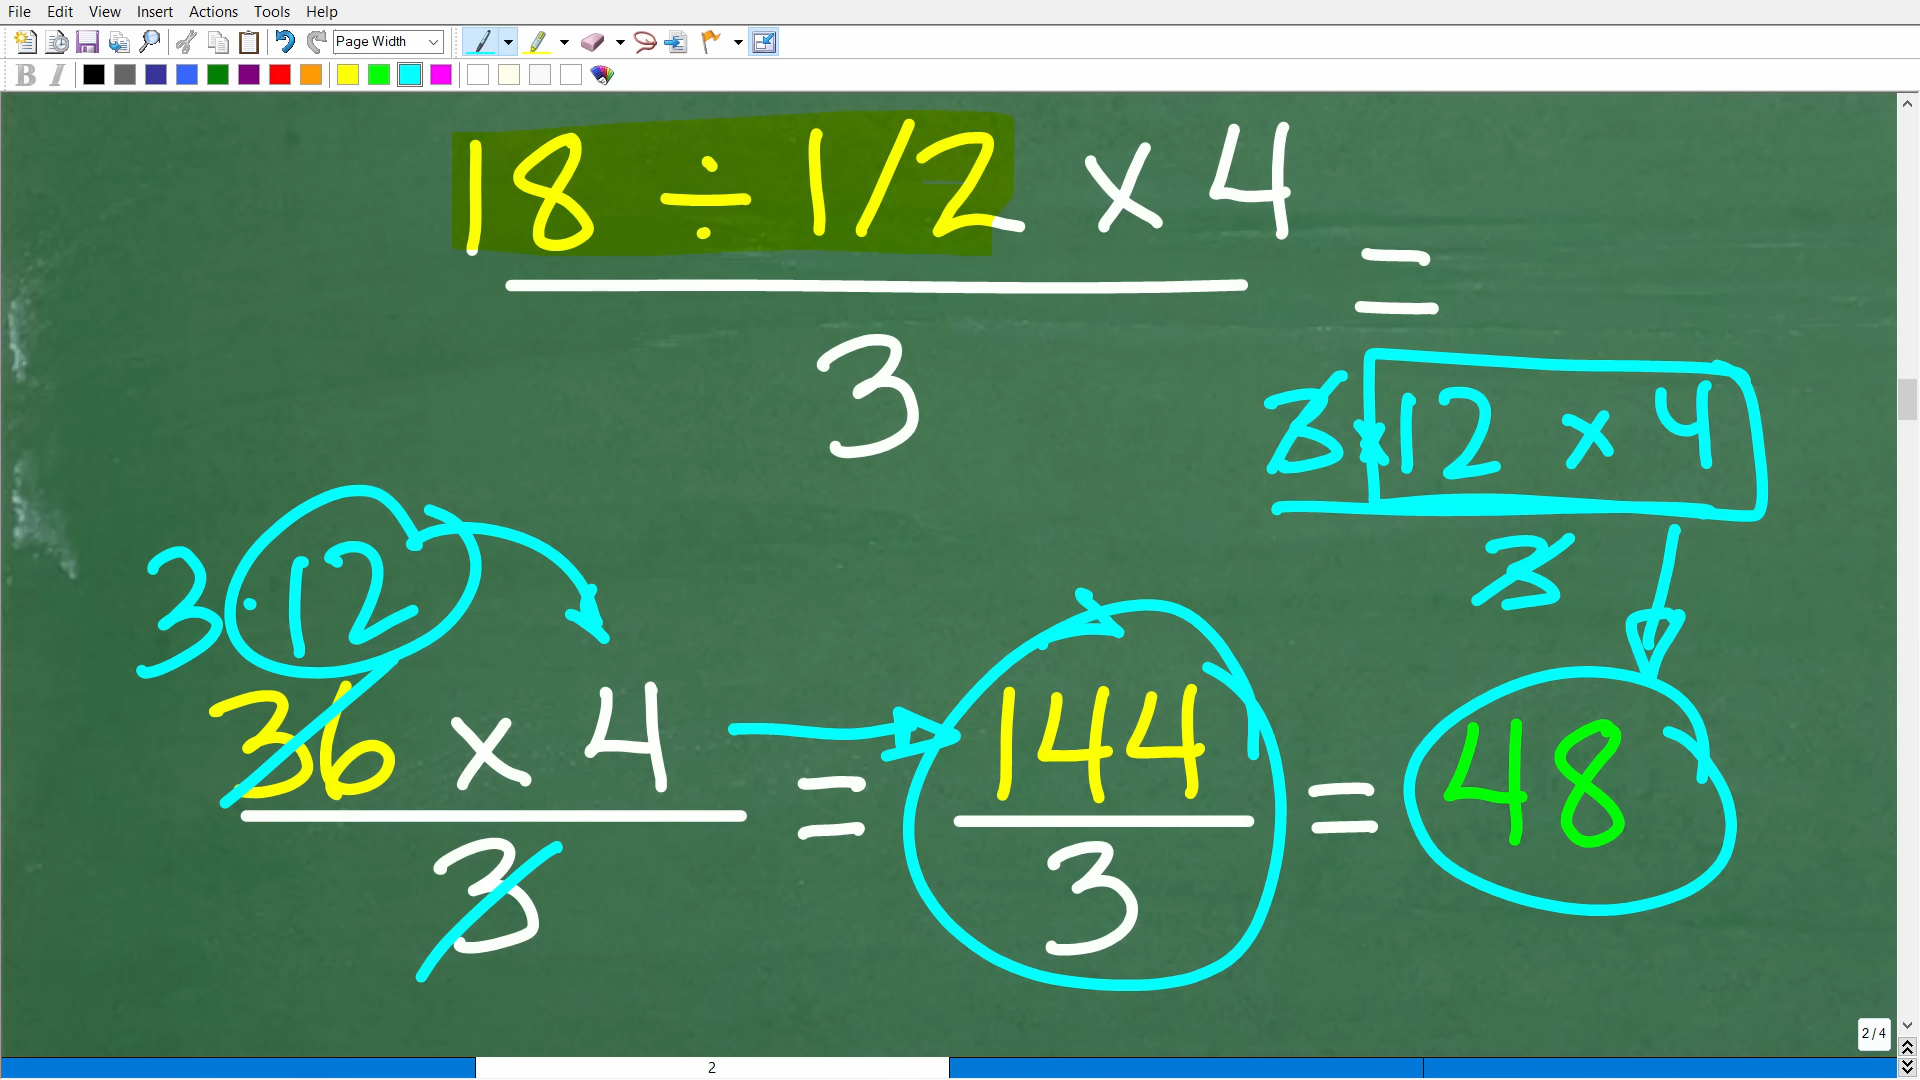 File Edit View Insert Actions Tools Help
Page Width
B I
18 ÷ 1/2 x 4
=
3
3 x 12 x 4
3
3 · 12
36 x 4 = 144 = 48
3 3
2/4
2